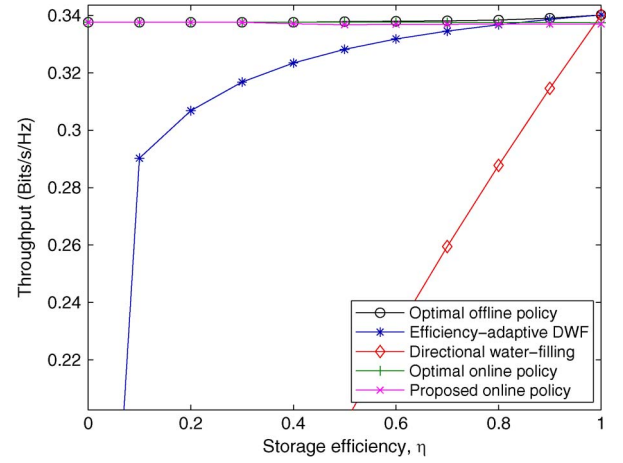 0.34
0.32
0.3
0.28
0.26
0.24
0.22
Throughput (Bits/s/Hz)
Optimal offline policy
Efficiency-adaptive DWF
Directional water-filling
Optimal online policy
Proposed online policy
0 0.2 0.4 0.6 0.8 1
Storage efficiency, η